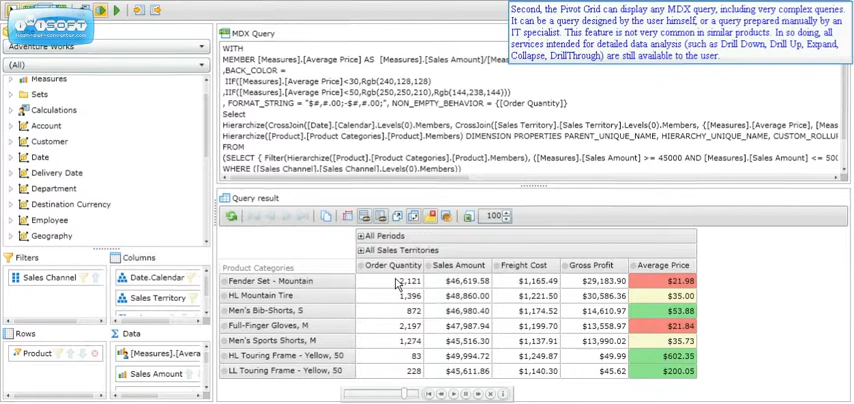 Second, the Pivot Grid can display any MDX query, including very complex queries.
It can be a query designed by the user himself, or a query prepared manually by an
IT specialist. This feature is not very common in similar products. In so doing, all
services intended for detailed data analysis (such as Drill Down, Drill Up, Expand,
Collapse, DrillThrough) are still available to the user.
Adventure Works
(All)
Measures
Sets
Calculations
Account
Customer
Date
Delivery Date
Department
Destination Currency
Employee
Geography
Filters
Columns
Sales Channel
Date.Calendar
Sales Territory
Rows
Data
Product
[Measures].[Avera
Sales Amount
MDX Query
WITH
MEMBER [Measures].[Average Price] AS [Measures].[Sales Amount]/[Meas
,BACK_COLOR =
IIF([Measures].[Average Price]<30,Rgb(240,128,128)
,IIF([Measures].[Average Price]<50,Rgb(250,250,210),Rgb(144,238,144)))
, FORMAT_STRING = "$#,#.00;-$#,#.00;", NON_EMPTY_BEHAVIOR = {[Order Quantity]}
Select
Hierarchize(CrossJoin([Date].[Calendar].Levels(0).Members, CrossJoin([Sales Territory].[Sales Territory].Levels(0).Members, {[Measures].[Average Price], [Meas
Hierarchize([Product].[Product Categories].[Product].Members) DIMENSION PROPERTIES PARENT_UNIQUE_NAME, HIERARCHY_UNIQUE_NAME, CUSTOM_ROLLUP
FROM
(SELECT { Filter(Hierarchize([Product].[Product Categories].[Product].Members), ([Measures].[Sales Amount] >= 45000 AND [Measures].[Sales Amount] <= 500
WHERE ([Sales Channel].[Sales Channel].Levels(0).Members)
Query result
100
All Periods
All Sales Territories
Product Categories Order Quantity Sales Amount Freight Cost Gross Profit Average Price
Fender Set - Mountain 2,121 $46,619.58 $1,165.49 $29,183.90 $21.98
HL Mountain Tire 1,396 $48,860.00 $1,221.50 $30,586.36 $35.00
Men's Bib-Shorts, S 872 $46,980.40 $1,174.52 $14,610.97 $53.88
Full-Finger Gloves, M 2,197 $47,987.94 $1,199.70 $13,558.97 $21.84
Men's Sports Shorts, M 1,274 $45,516.30 $1,137.91 $13,990.02 $35.73
HL Touring Frame - Yellow, 50 83 $49,994.72 $1,249.87 $49.99 $602.35
LL Touring Frame - Yellow, 50 228 $45,611.86 $1,140.30 $45.62 $200.05